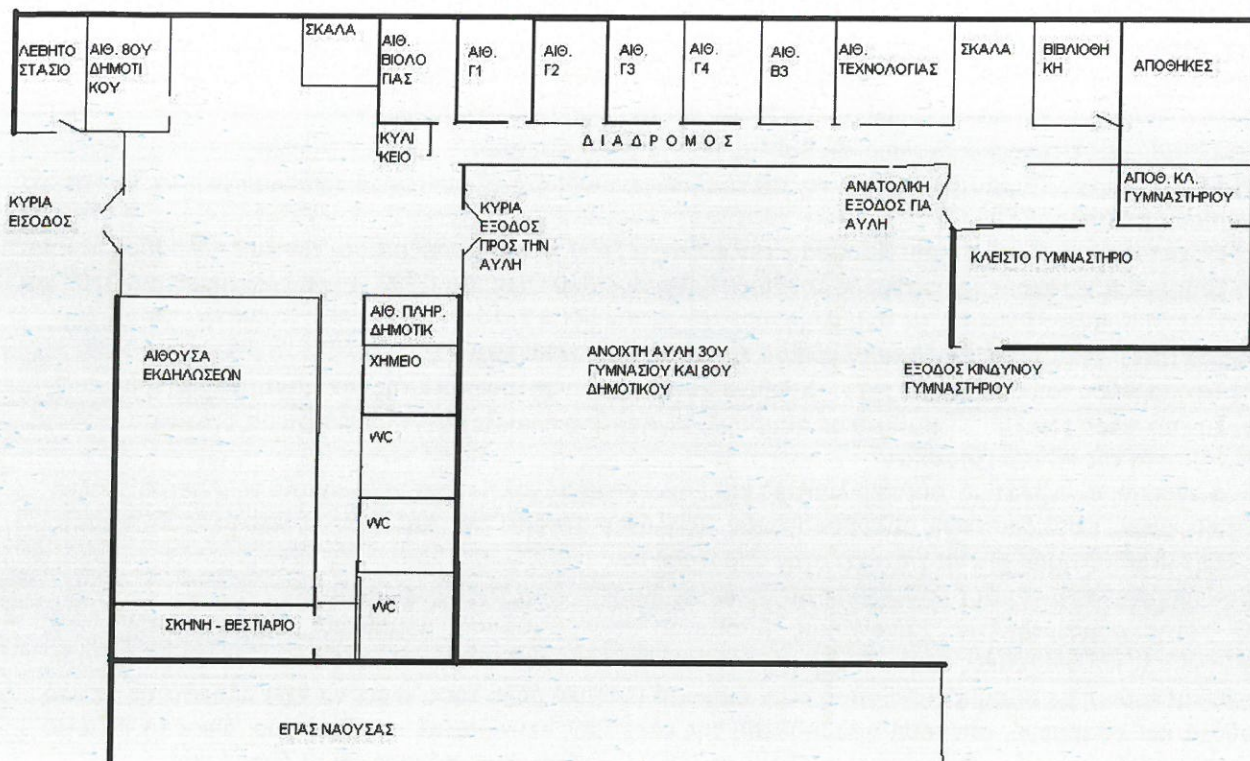 ΛΕΒΗΤΟ
ΣΤΑΣΙΟ
ΑΙΘ. 8ΟΥ
ΔΗΜΟΤΙ
ΚΟΥ
ΣΚΑΛΑ
ΑΙΘ.
ΒΙΟΛΟ
ΓΙΑΣ
ΑΙΘ.
Γ1
ΑΙΘ.
Γ2
ΑΙΘ.
Γ3
ΑΙΘ.
Γ4
ΑΙΘ.
Β3
ΑΙΘ.
ΤΕΧΝΟΛΟΓΙΑΣ
ΣΚΑΛΑ
ΒΙΒΛΙΟΘΗ
ΚΗ
ΑΠΟΘΗΚΕΣ
ΚΥΛΙ
ΚΕΙΟ
Δ Ι Α Δ Ρ Ο Μ Ο Σ
ΚΥΡΙΑ
ΕΙΣΟΔΟΣ
ΚΥΡΙΑ
ΕΞΟΔΟΣ
ΠΡΟΣ ΤΗΝ
ΑΥΛΗ
ΑΝΑΤΟΛΙΚΗ
ΕΞΟΔΟΣ ΓΙΑ
ΑΥΛΗ
ΑΠΟΘ. ΚΛ.
ΓΥΜΝΑΣΤΗΡΙΟΥ
ΚΛΕΙΣΤΟ ΓΥΜΝΑΣΤΗΡΙΟ
ΑΙΘΟΥΣΑ
ΕΚΔΗΛΩΣΕΩΝ
ΑΙΘ. ΠΛΗΡ.
ΔΗΜΟΤΙΚ
ΧΗΜΕΙΟ
ΑΝΟΙΧΤΗ ΑΥΛΗ 3ΟΥ
ΓΥΜΝΑΣΙΟΥ ΚΑΙ 8ΟΥ
ΔΗΜΟΤΙΚΟΥ
ΕΞΟΔΟΣ ΚΙΝΔΥΝΟΥ
ΓΥΜΝΑΣΤΗΡΙΟΥ
WC
WC
WC
ΣΚΗΝΗ - ΒΕΣΤΙΑΡΙΟ
ΕΠΑΣ ΝΑΟΥΣΑΣ